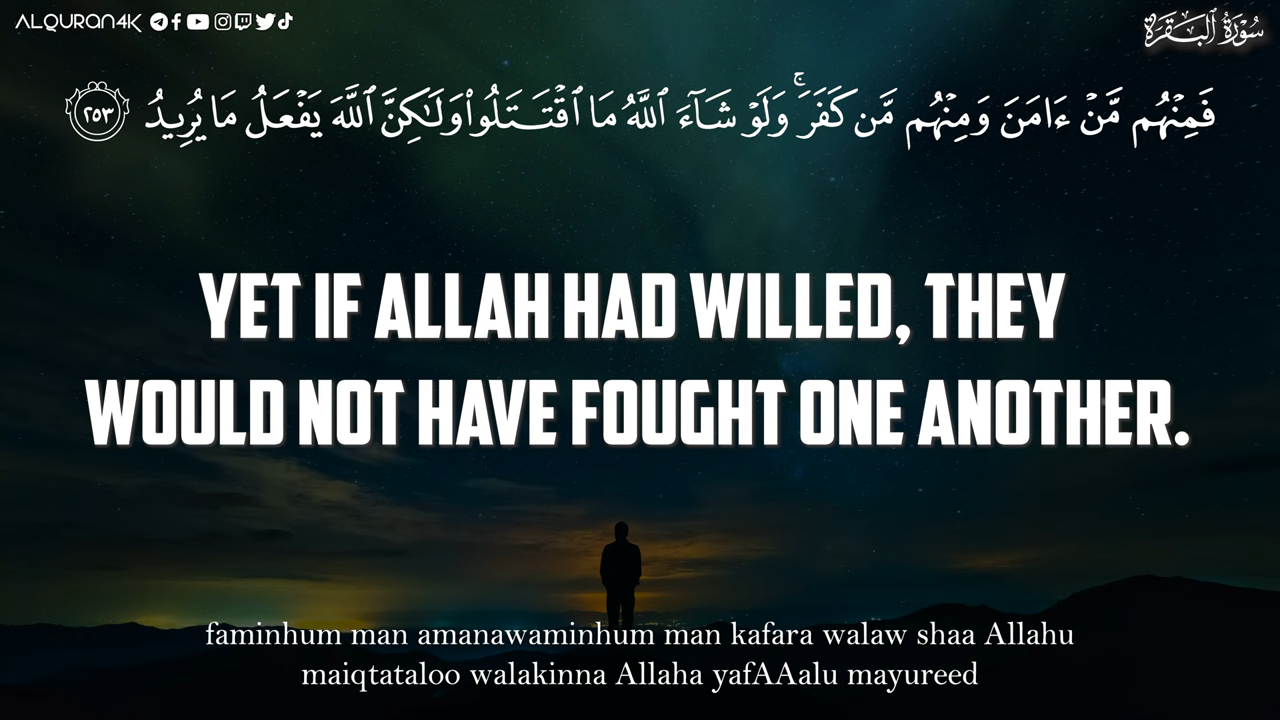 ALQURAN4K
سُورَةُ ٱلْبَقَرَةِ
فَمِنْهُم مَّنْ ءَامَنَ وَمِنْهُم مَّن كَفَرَ ۚ وَلَوْ شَآءَ ٱللَّهُ مَا ٱقْتَتَلُوا۟ وَلَـٰكِنَّ ٱللَّهَ يَفْعَلُ مَا يُرِيدُ ٢٥٣
YET IF ALLAH HAD WILLED, THEY
WOULD NOT HAVE FOUGHT ONE ANOTHER.
faminhum man amanawaminhum man kafara walaw shaa Allahu
maiqtataloo walakinna Allaha yafAAalu mayureed